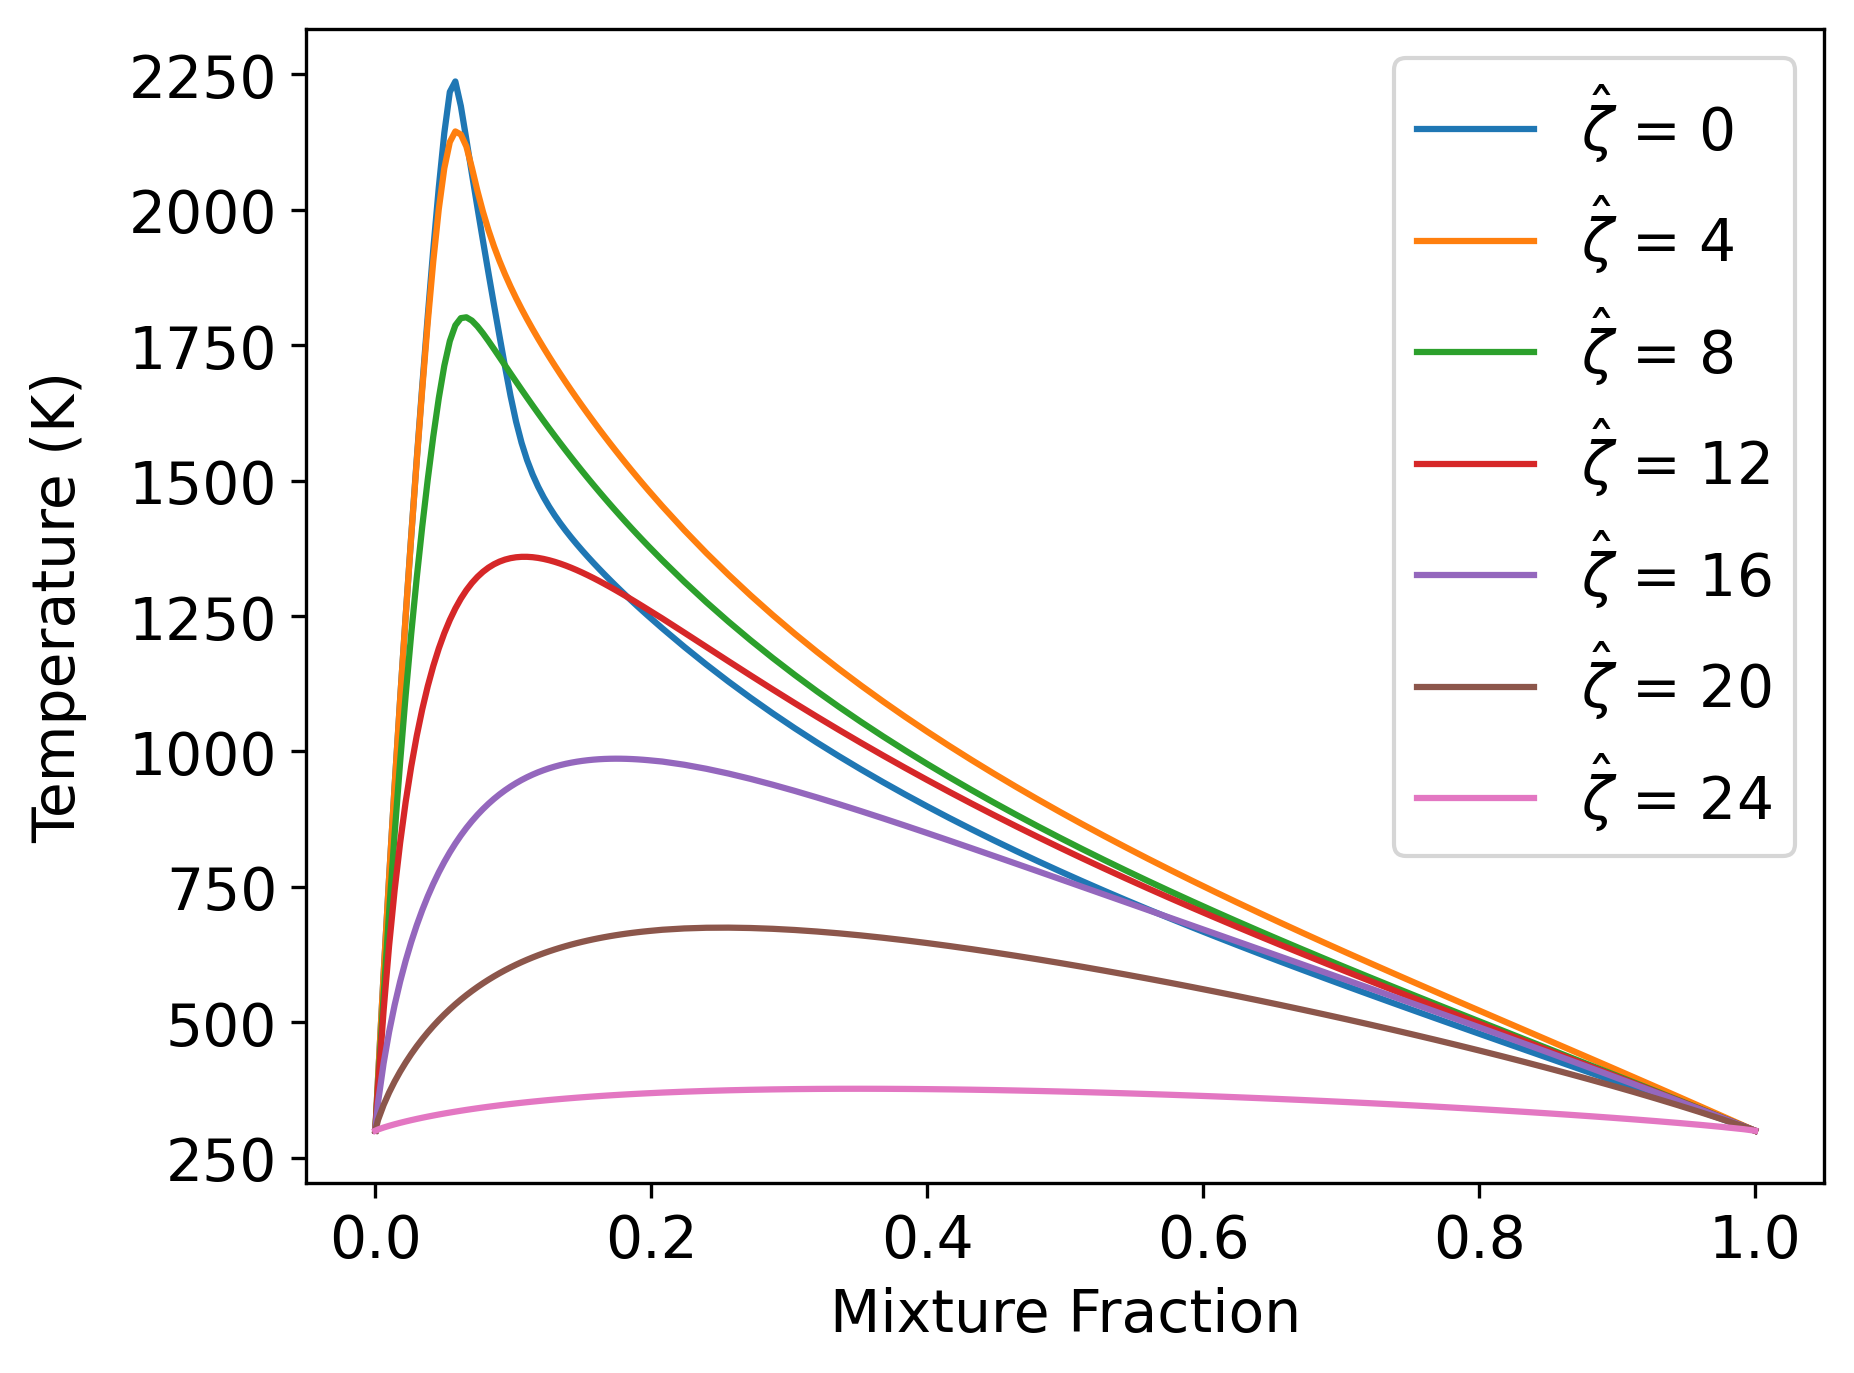 2250
2000
1750
1500
1250
1000
750
500
250
Temperature (K)
0.0 0.2 0.4 0.6 0.8 1.0
Mixture Fraction
ζ̂ = 0
ζ̂ = 4
ζ̂ = 8
ζ̂ = 12
ζ̂ = 16
ζ̂ = 20
ζ̂ = 24